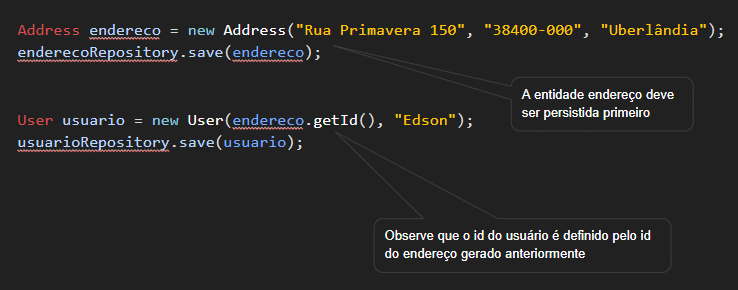 Address endereco = new Address("Rua Primavera 150", "38400-000", "Uberlândia");
enderecoRepository.save(endereco);
A entidade endereço deve
ser persistida primeiro
User usuario = new User(endereco.getId(), "Edson");
usuarioRepository.save(usuario);
Observe que o id do usuário é definido pelo id
do endereço gerado anteriormente